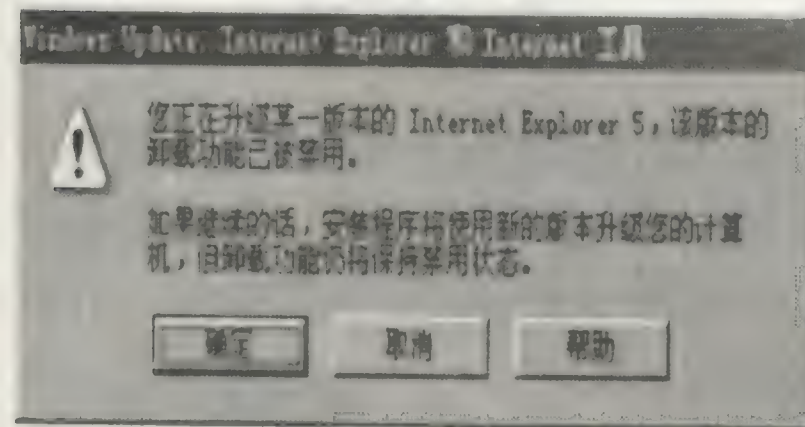 Windows Update: Internet Explorer 和 Internet 工具
您正在升级某一版本的 Internet Explorer 5，该版本的
卸载功能已被禁用。
如果继续的话，安装程序将使用新的版本升级您的计算
机，但卸载功能仍将保持禁用状态。
确定
取消
帮助